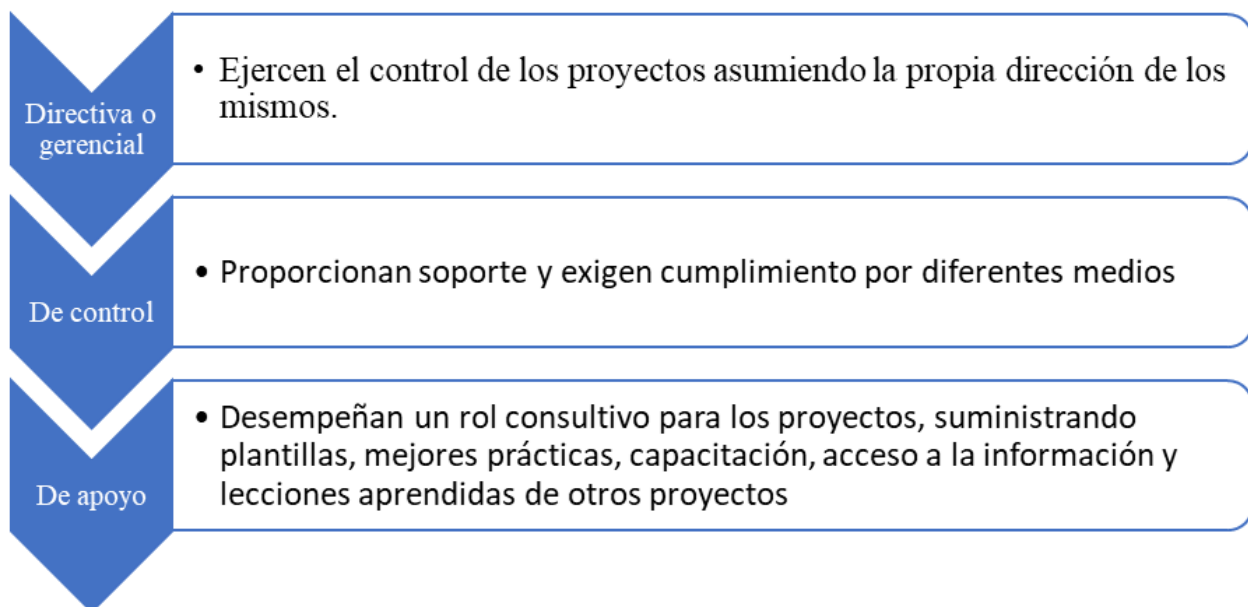 Directiva o
gerencial
• Ejercen el control de los proyectos asumiendo la propia dirección de los
mismos.
De control
• Proporcionan soporte y exigen cumplimiento por diferentes medios
De apoyo
• Desempeñan un rol consultivo para los proyectos, suministrando
plantillas, mejores prácticas, capacitación, acceso a la información y
lecciones aprendidas de otros proyectos